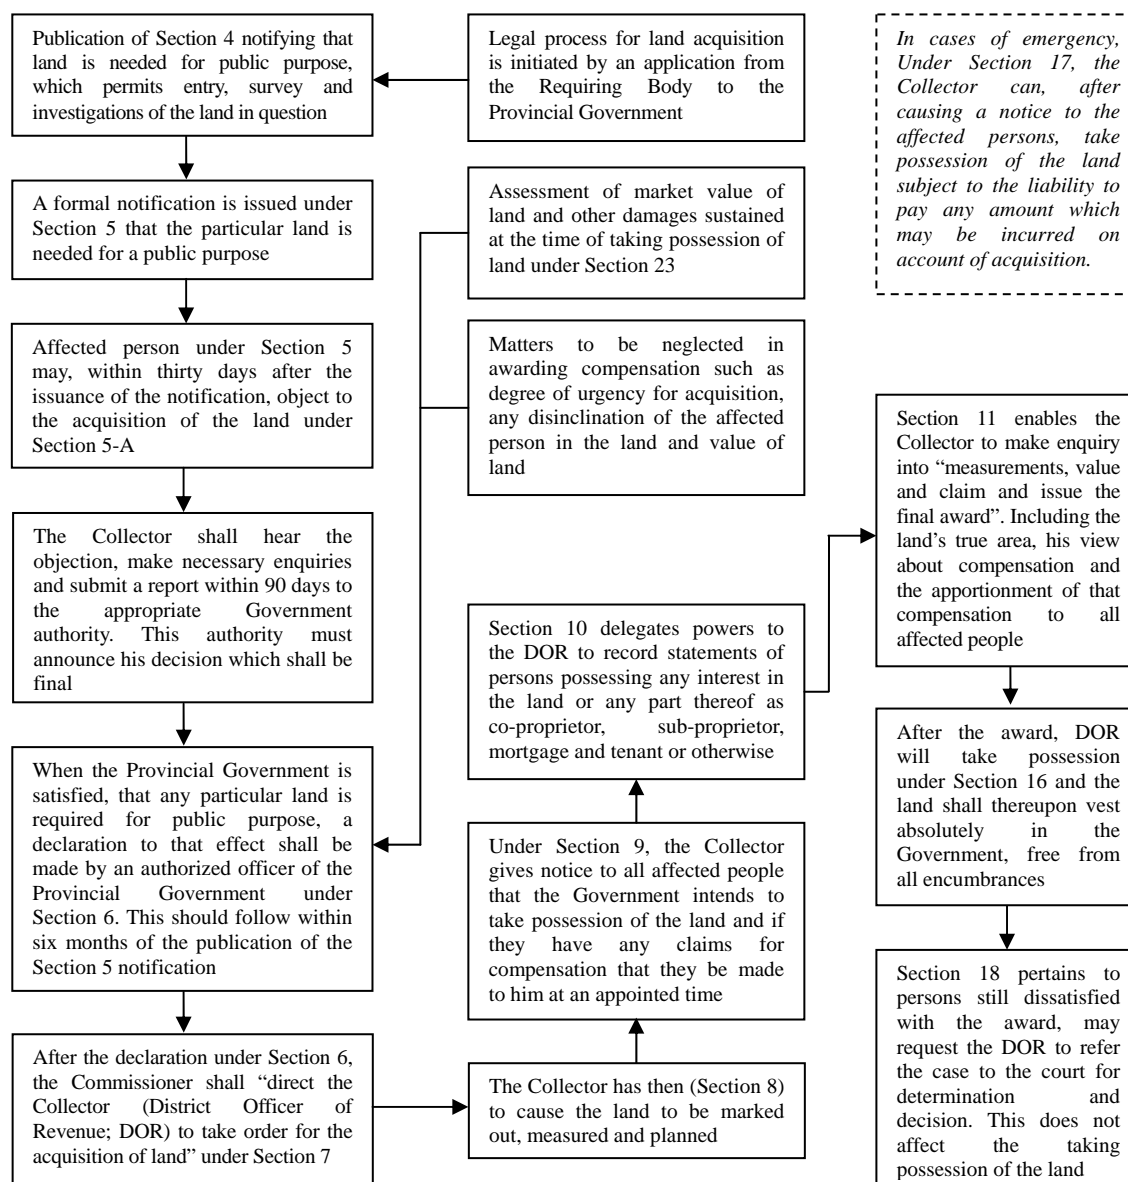 Publication of Section 4 notifying that
land is needed for public purpose,
which permits entry, survey and
investigations of the land in question
Legal process for land acquisition
is initiated by an application from
the Requiring Body to the
Provincial Government
In cases of emergency,
Under Section 17, the
Collector can, after
causing a notice to the
affected persons, take
possession of the land
subject to the liability to
pay any amount which
may be incurred on
account of acquisition.
A formal notification is issued under
Section 5 that the particular land is
needed for a public purpose
Assessment of market value of
land and other damages sustained
at the time of taking possession of
land under Section 23
Affected person under Section 5
may, within thirty days after the
issuance of the notification, object to
the acquisition of the land under
Section 5-A
Matters to be neglected in
awarding compensation such as
degree of urgency for acquisition,
any disinclination of the affected
person in the land and value of
land
The Collector shall hear the
objection, make necessary enquiries
and submit a report within 90 days to
the appropriate Government
authority. This authority must
announce his decision which shall be
final
When the Provincial Government is
satisfied, that any particular land is
required for public purpose, a
declaration to that effect shall be
made by an authorized officer of the
Provincial Government under
Section 6. This should follow within
six months of the publication of the
Section 5 notification
After the declaration under Section 6,
the Commissioner shall “direct the
Collector (District Officer of
Revenue; DOR) to take order for the
acquisition of land” under Section 7
The Collector has then (Section 8)
to cause the land to be marked
out, measured and planned
Under Section 9, the Collector
gives notice to all affected people
that the Government intends to
take possession of the land and if
they have any claims for
compensation that they be made
to him at an appointed time
Section 10 delegates powers to
the DOR to record statements of
persons possessing any interest in
the land or any part thereof as
co-proprietor, sub-proprietor,
mortgage and tenant or otherwise
Section 11 enables the
Collector to make enquiry
into “measurements, value
and claim and issue the
final award”. Including the
land’s true area, his view
about compensation and
the apportionment of that
compensation to all
affected people
After the award, DOR
will take possession
under Section 16 and the
land shall thereupon vest
absolutely in the
Government, free from
all encumbrances
Section 18 pertains to
persons still dissatisfied
with the award, may
request the DOR to refer
the case to the court for
determination and
decision. This does not
affect the taking
possession of the land